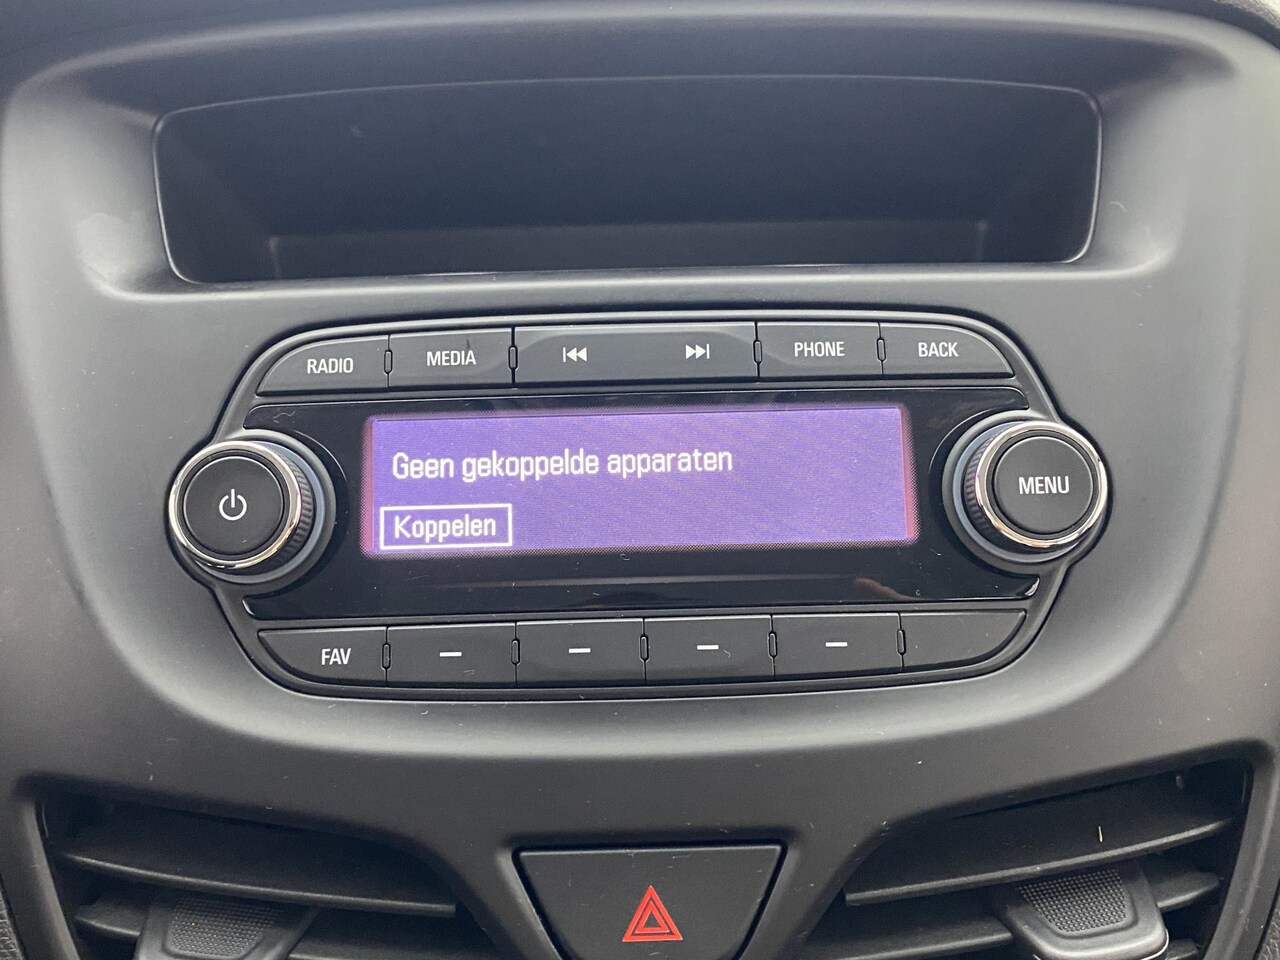 RADIO MEDIA PHONE BACK
Geen gekoppelde apparaten
Koppelen
MENU
FAV